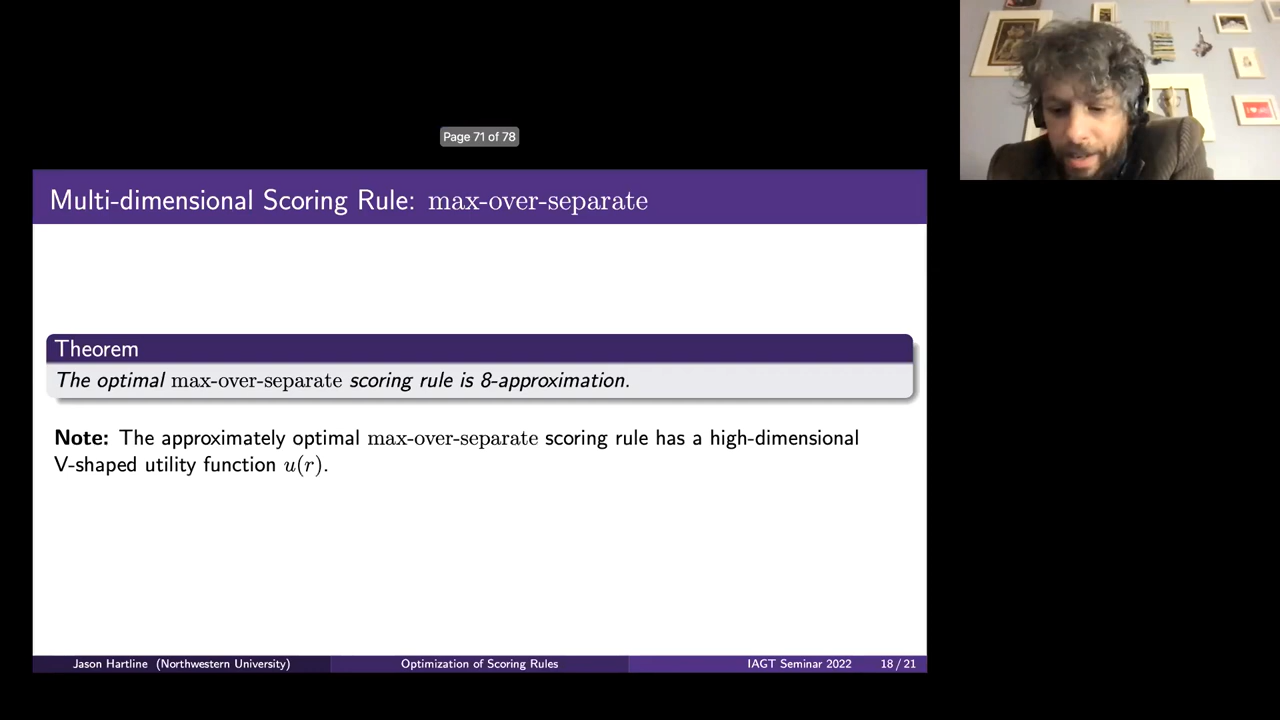 Page 71 of 78
Multi-dimensional Scoring Rule: max-over-separate
Theorem
The optimal max-over-separate scoring rule is 8-approximation.
Note: The approximately optimal max-over-separate scoring rule has a high-dimensional
V-shaped utility function u(r).
Jason Hartline (Northwestern University) Optimization of Scoring Rules IAGT Seminar 2022 18 / 21